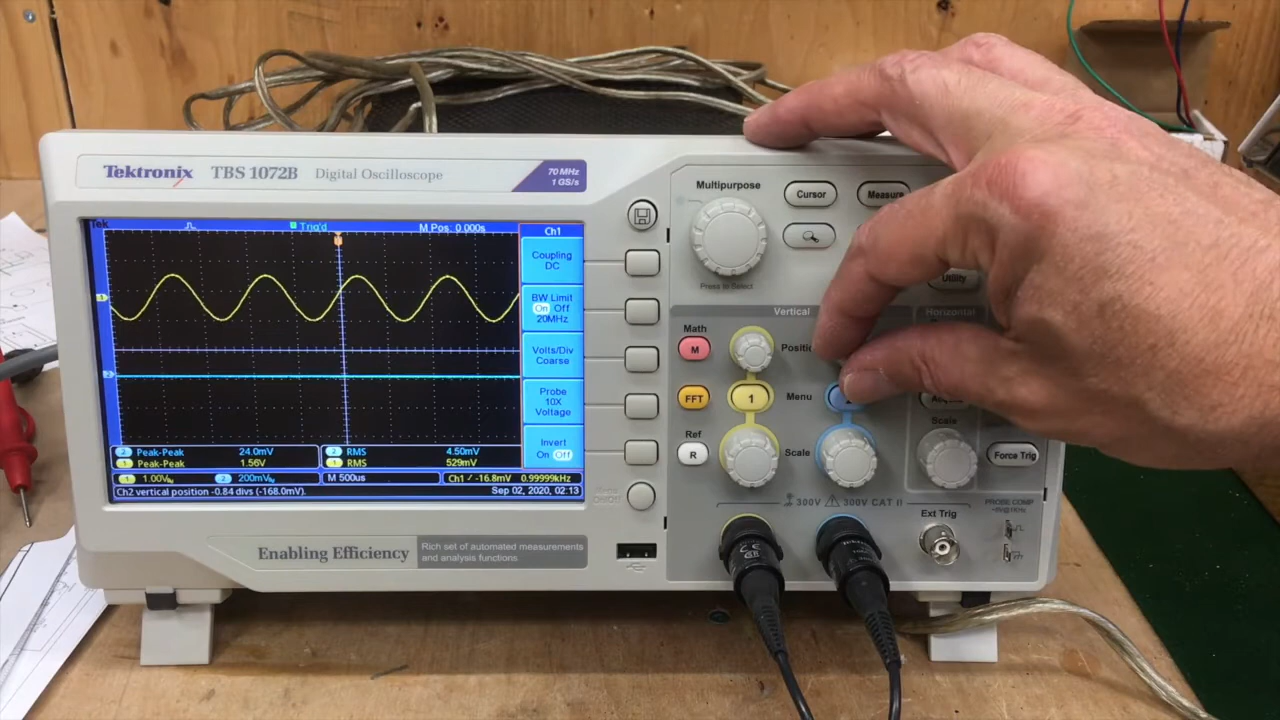 Tektronix TBS 1072B Digital Oscilloscope
70 MHz
1 GS/s
Tek Trig'd M Pos: 0.000s Ch1
Coupling
DC
BW Limit
On Off
20MHz
Volts/Div
Coarse
Probe
10X
Voltage
Invert
On Off
1
2
2 Peak-Peak 24.0mV 2 RMS 4.50mV
1 Peak-Peak 1.56V 1 RMS 529mV
1 1.00V 2 200mV M 500us Ch1 -16.8mV 0.99999kHz
Ch2 vertical position -0.84 divs (-168.0mV). Sep 02, 2020, 02:13
Enabling Efficiency
Rich set of automated measurements
and analysis functions
Multipurpose
Press to Select
Cursor
Measure
Utility
Vertical
Horizontal
Math
M
FFT
Ref
R
1
Menu
Scale
Scale
Force Trig
300V 300V CAT II
Ext Trig
PROBE COMP